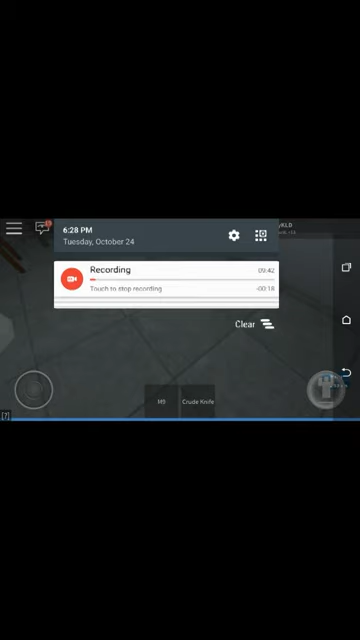 6:28 PM
Tuesday, October 24
Recording
09:42
Touch to stop recording
-00:18
Clear
M9
Crude Knife
[7]